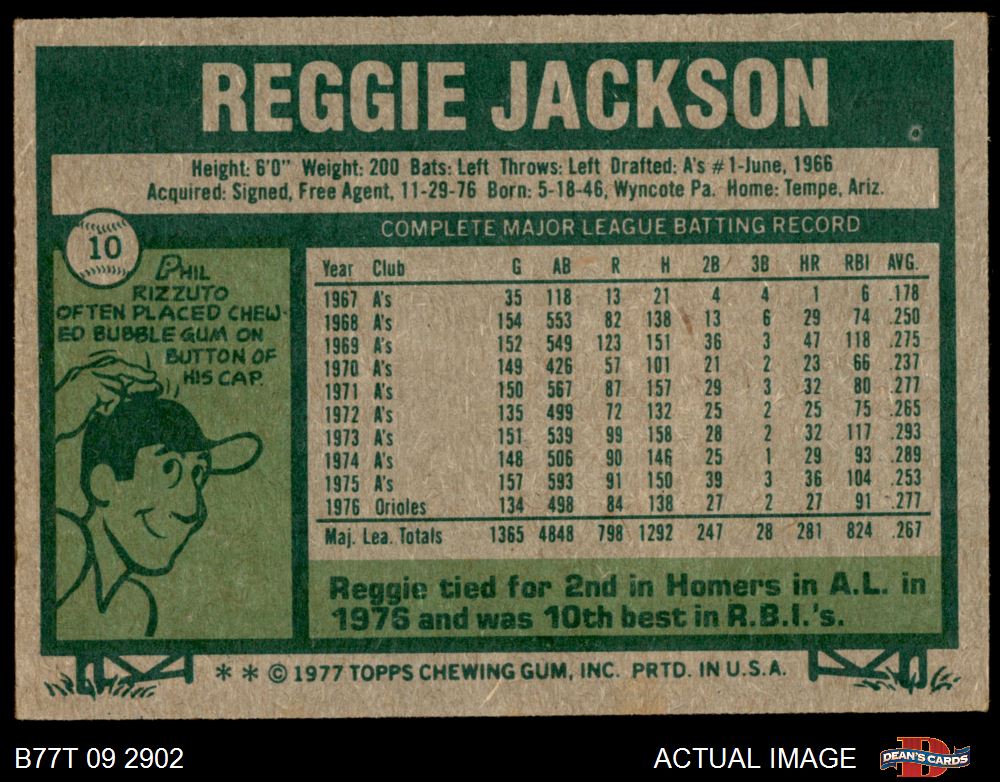 REGGIE JACKSON
Height: 6'0" Weight: 200 Bats: Left Throws: Left Drafted: A's #1-June, 1966
Acquired: Signed, Free Agent, 11-29-76 Born: 5-18-46, Wyncote Pa. Home: Tempe, Ariz.
10
PHIL
RIZZUTO
OFTEN PLACED CHEW-
ED BUBBLE GUM ON
BUTTON OF
HIS CAP.
COMPLETE MAJOR LEAGUE BATTING RECORD
Year Club G AB R H 2B 3B HR RBI AVG.
1967 A's 35 118 13 21 4 4 1 6 .178
1968 A's 154 553 82 138 13 6 29 74 .250
1969 A's 152 549 123 151 36 3 47 118 .275
1970 A's 149 426 57 101 21 2 23 66 .237
1971 A's 150 567 87 157 29 3 32 80 .277
1972 A's 135 499 72 132 25 2 25 75 .265
1973 A's 151 539 99 158 28 2 32 117 .293
1974 A's 148 506 90 146 25 1 29 93 .289
1975 A's 157 593 91 150 39 3 36 104 .253
1976 Orioles 134 498 84 138 27 2 27 91 .277
Maj. Lea. Totals 1365 4848 798 1292 247 28 281 824 .267
Reggie tied for 2nd in Homers in A.L. in
1976 and was 10th best in R.B.I.'s.
* * © 1977 TOPPS CHEWING GUM, INC. PRTD. IN U.S.A.
B77T 09 2902
ACTUAL IMAGE
DEAN'S CARDS